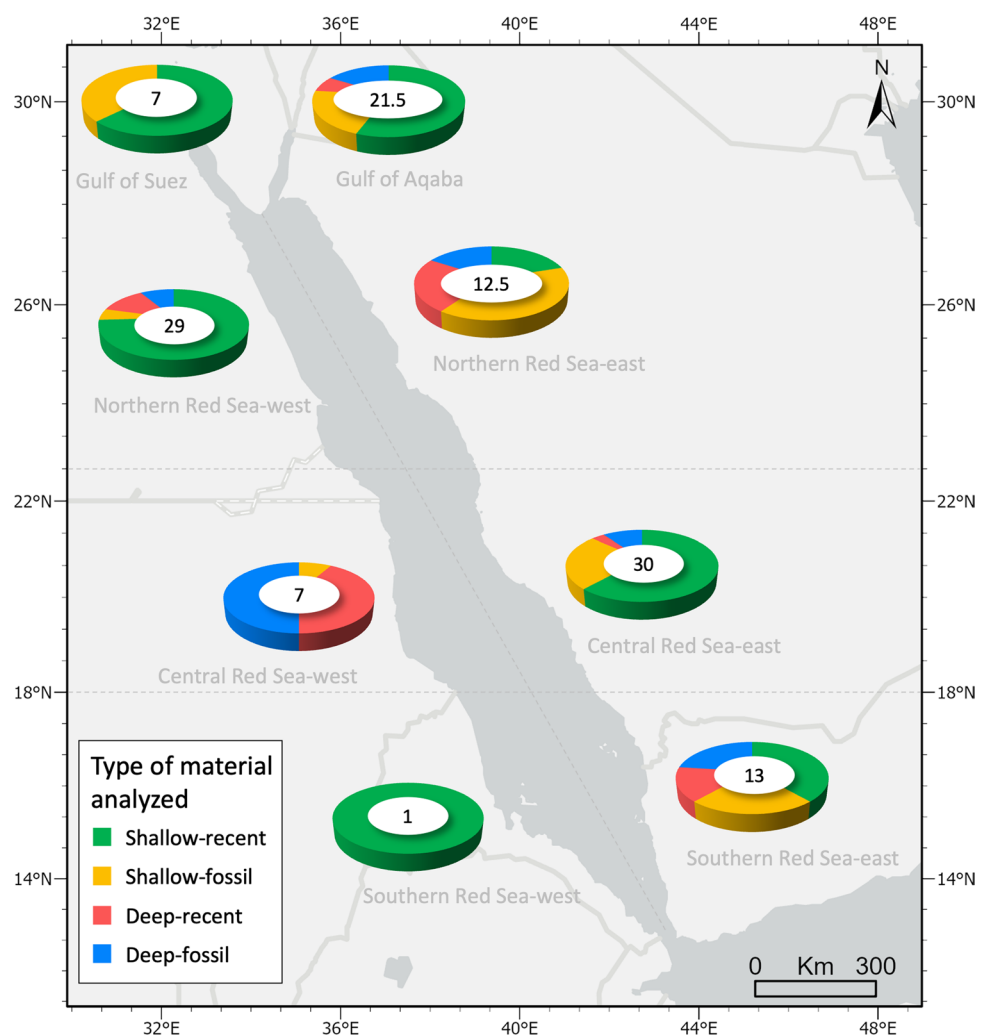 32°E 36°E 40°E 44°E 48°E
N
30°N 30°N
7
21.5
Gulf of Suez
Gulf of Aqaba
12.5
26°N 26°N
29
Northern Red Sea-east
Northern Red Sea-west
22°N 22°N
30
7
Central Red Sea-east
Central Red Sea-west
18°N 18°N
Type of material
analyzed
Shallow-recent
Shallow-fossil
Deep-recent
Deep-fossil
13
1
Southern Red Sea-east
Southern Red Sea-west
14°N 14°N
0 Km 300
32°E 36°E 40°E 44°E 48°E